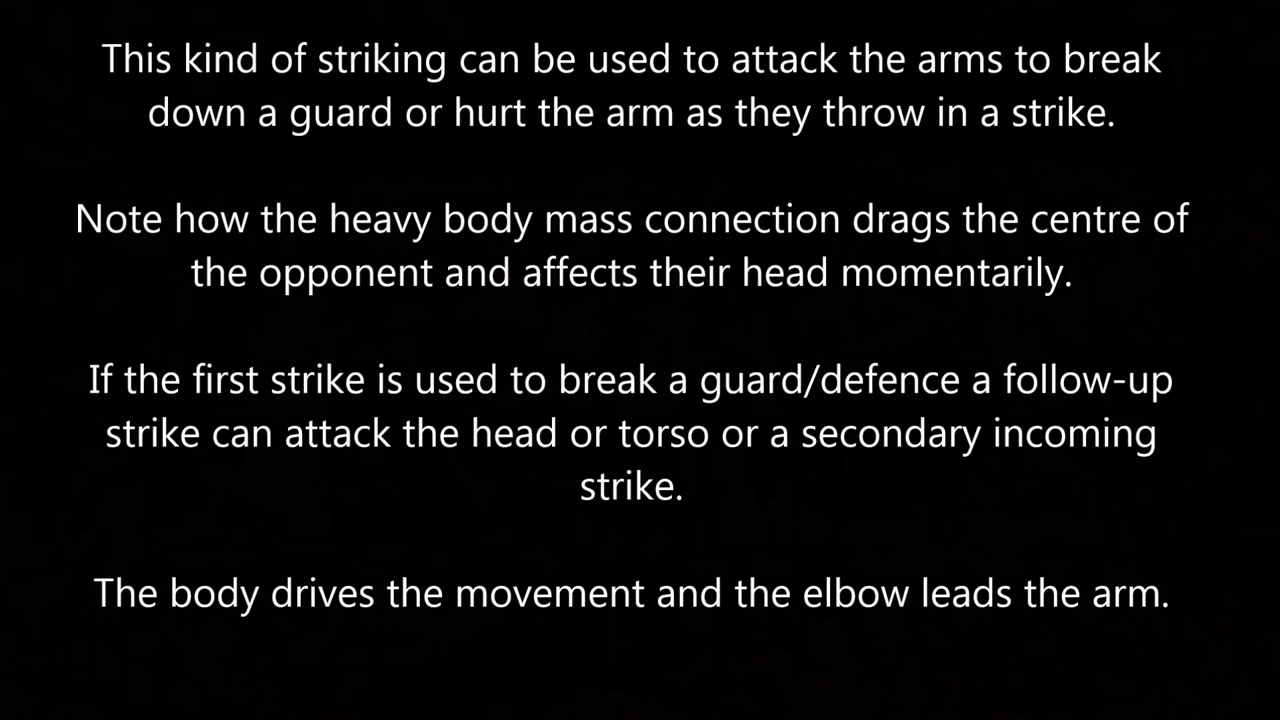 This kind of striking can be used to attack the arms to break
down a guard or hurt the arm as they throw in a strike.
Note how the heavy body mass connection drags the centre of
the opponent and affects their head momentarily.
If the first strike is used to break a guard/defence a follow-up
strike can attack the head or torso or a secondary incoming
strike.
The body drives the movement and the elbow leads the arm.